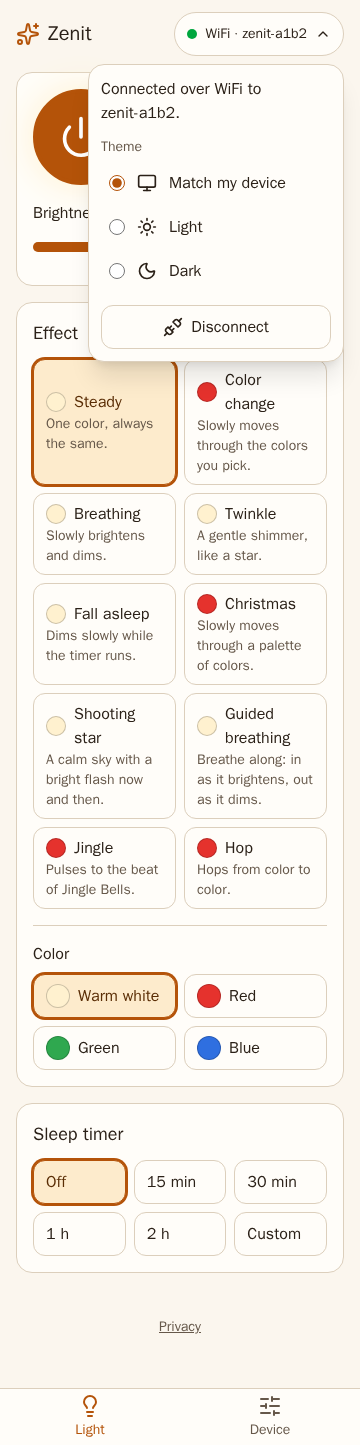 Zenit
WiFi · zenit-a1b2
Connected over WiFi to
zenit-a1b2.
Theme
Match my device
Light
Dark
Disconnect
Brightne
Effect
Steady
One color, always
the same.
Color
change
Slowly moves
through the colors
you pick.
Breathing
Slowly brightens
and dims.
Twinkle
A gentle shimmer,
like a star.
Fall asleep
Dims slowly while
the timer runs.
Christmas
Slowly moves
through a palette
of colors.
Shooting
star
A calm sky with a
bright flash now
and then.
Guided
breathing
Breathe along: in
as it brightens, out
as it dims.
Jingle
Pulses to the beat
of Jingle Bells.
Hop
Hops from color to
color.
Color
Warm white
Red
Green
Blue
Sleep timer
Off
15 min
30 min
1 h
2 h
Custom
Privacy
Light
Device